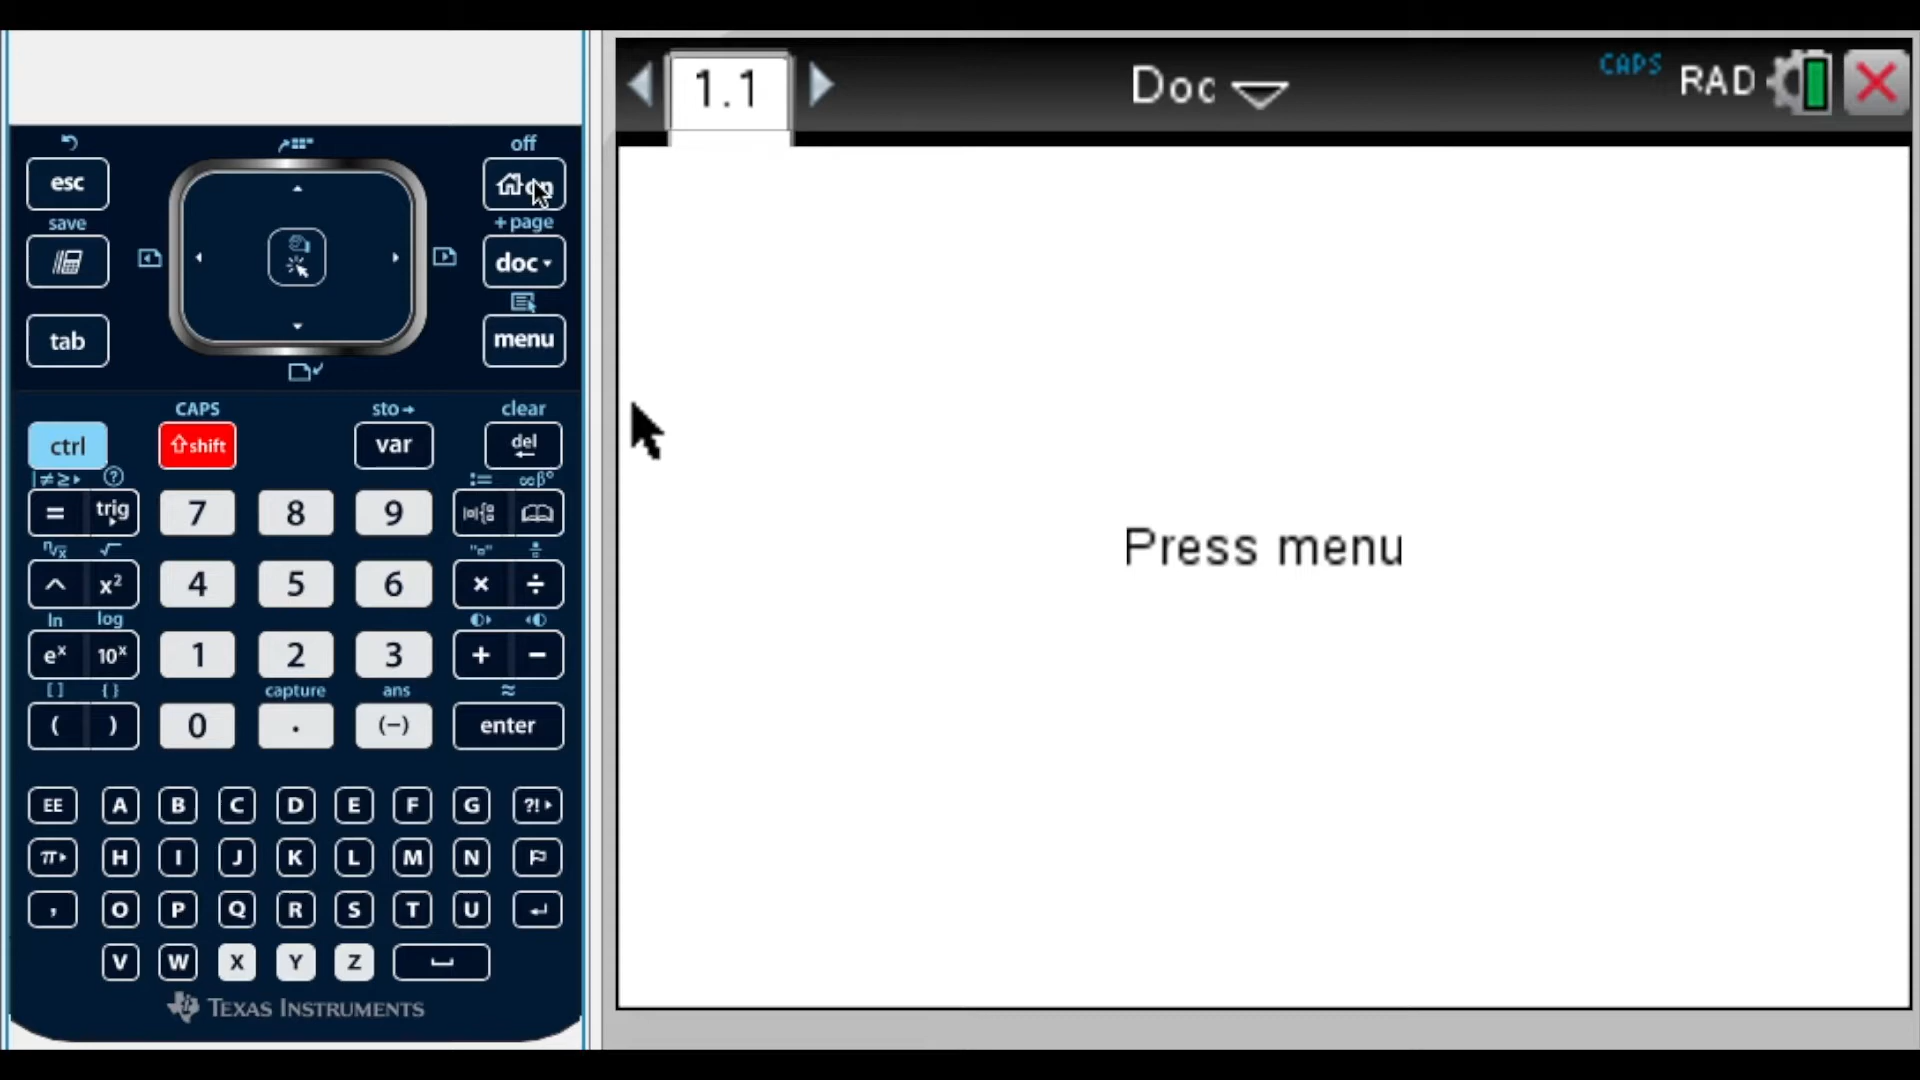 1.1
Doc
CAPS RAD
Press menu
off
esc
on
save
+ page
doc
tab
menu
CAPS
sto
clear
ctrl
shift
var
del
| ≠ ≥ ?
:= ∞β°
= trig
7 8 9
ⁿ√x √
"□"
^ x²
4 5 6
× ÷
ln log
eˣ 10ˣ
1 2 3
+ −
[ ] { }
capture
ans
≈
( )
0 . (−)
enter
EE A B C D E F G ?!
π H I J K L M N
, O P Q R S T U
V W X Y Z
TEXAS INSTRUMENTS